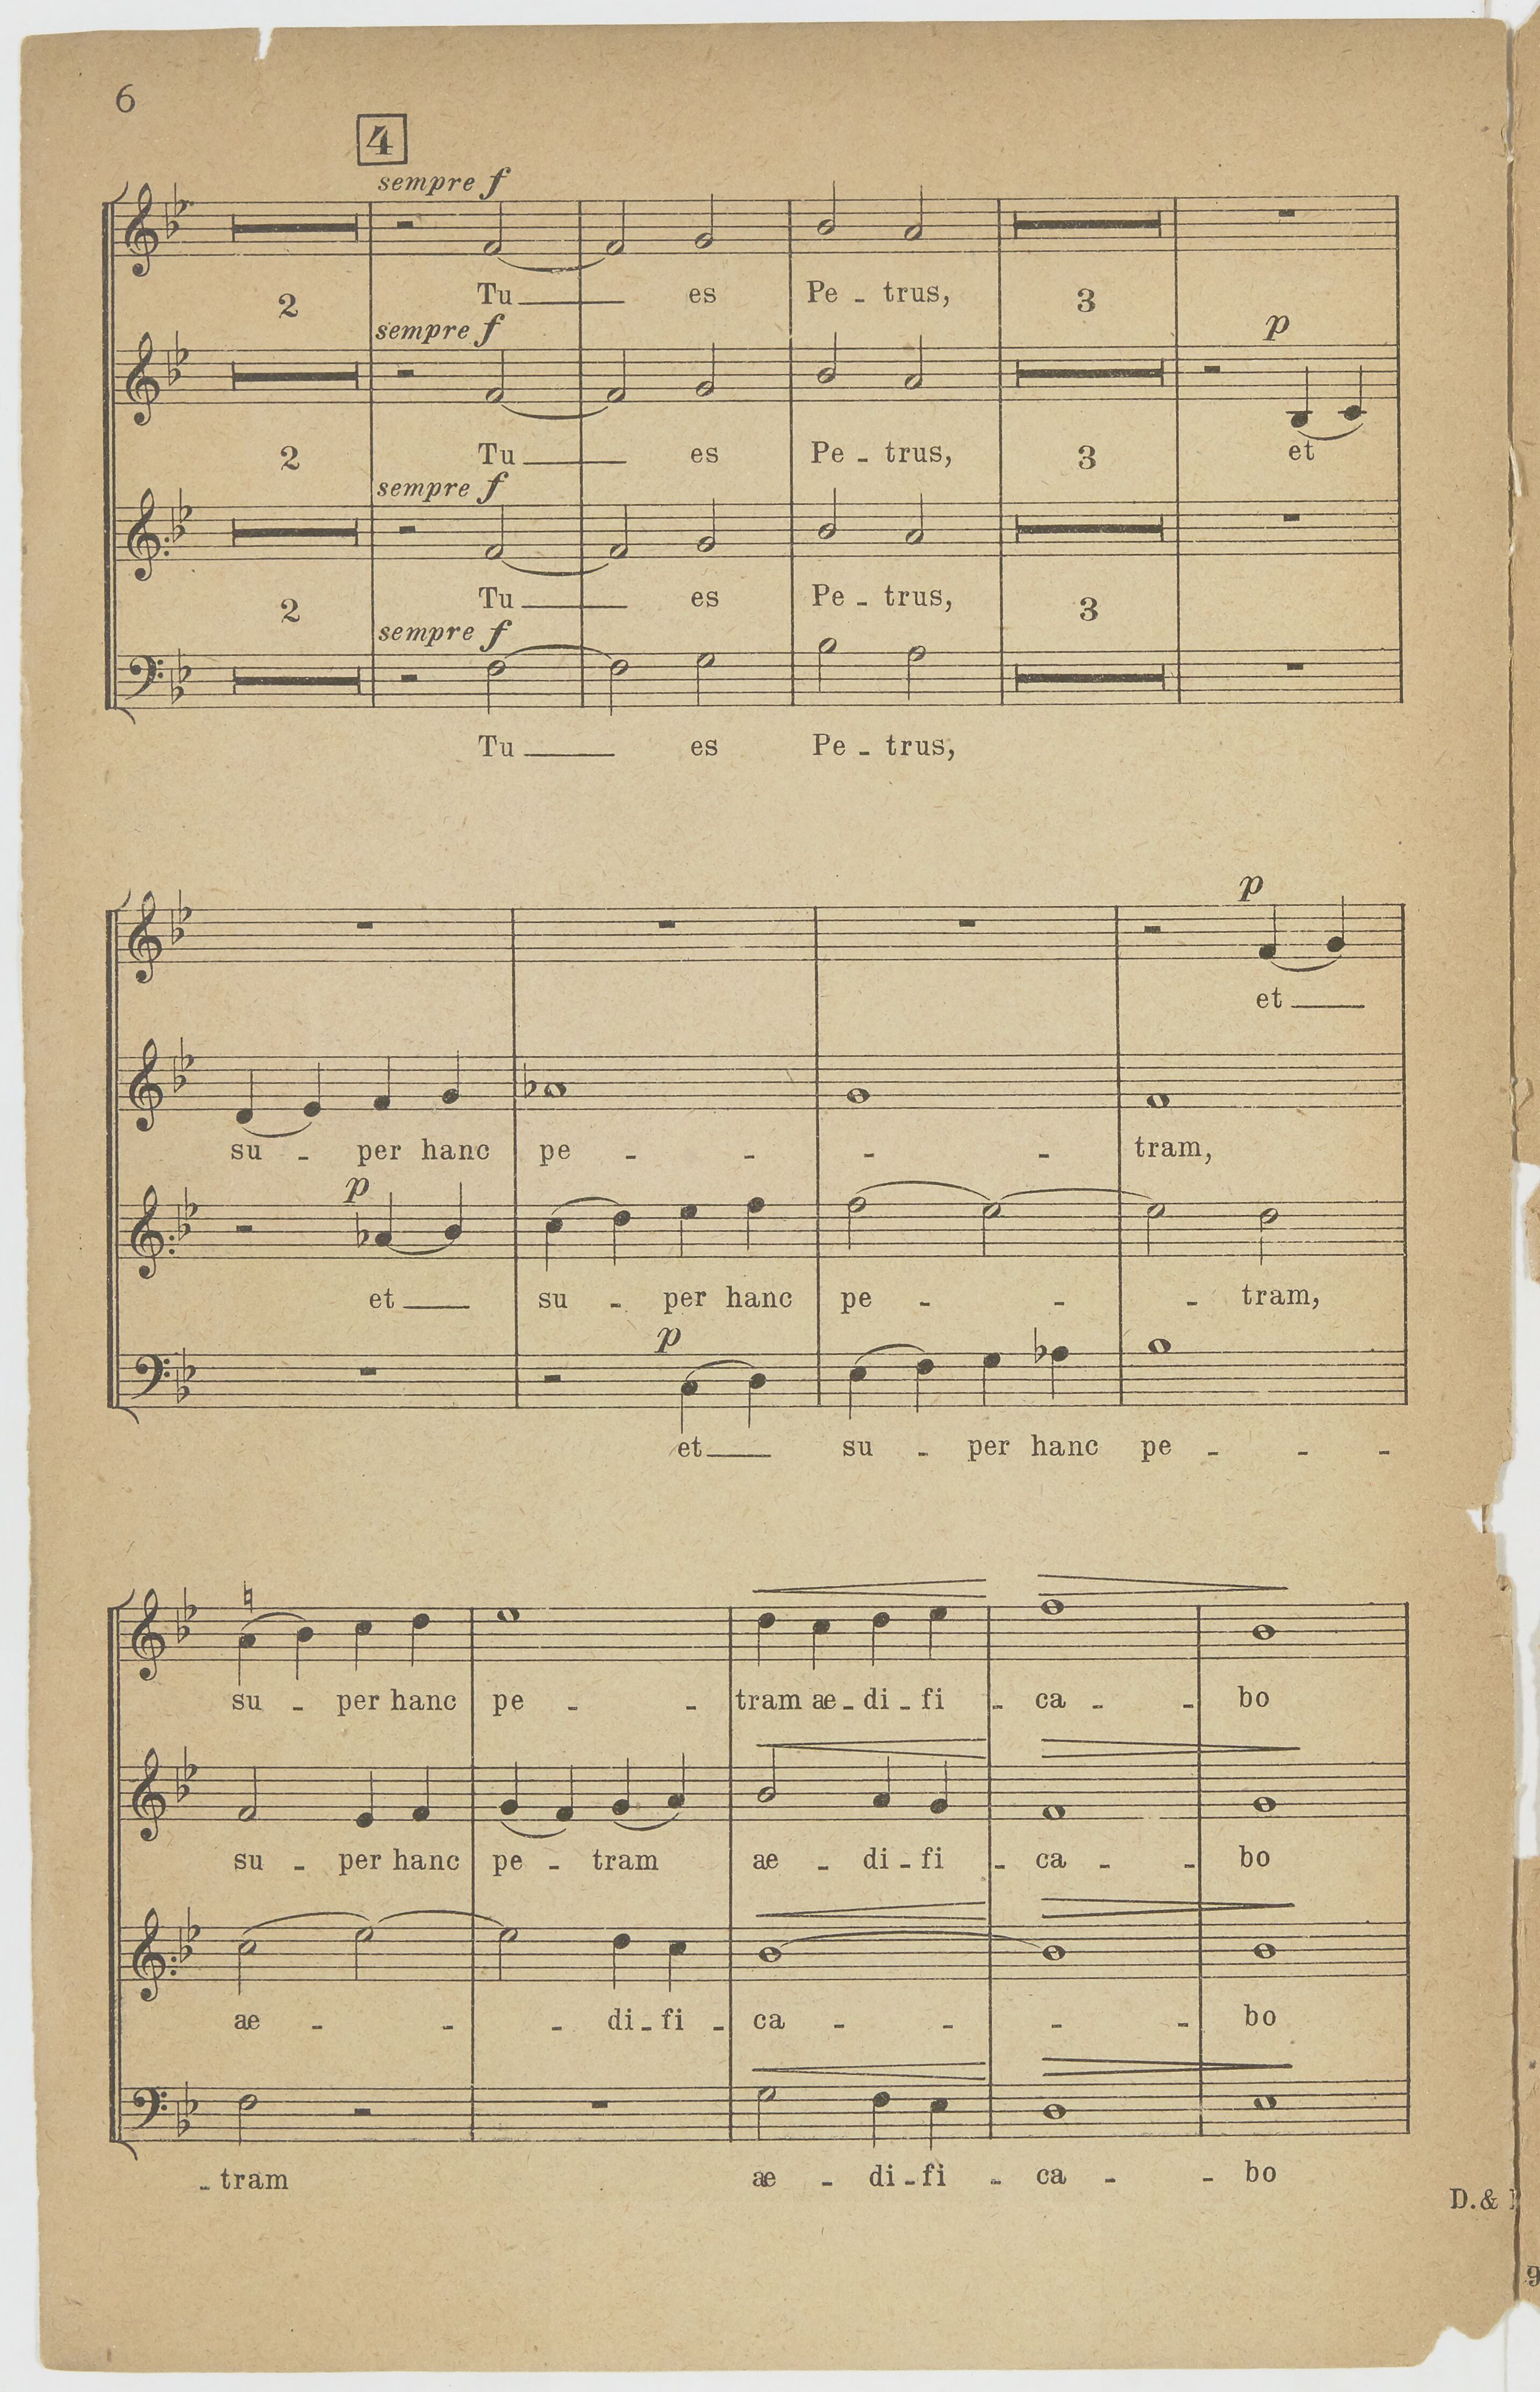 6
4
sempre f
Tu es Pe - trus,
2 3
sempre f p
Tu es Pe - trus, et
2 3
sempre f
Tu es Pe - trus,
2 3
sempre f
Tu es Pe - trus,
p
et
su - per hanc pe - - - - tram,
p
et su - per hanc pe - - - tram,
p
et su - per hanc pe - - -
su - per hanc pe - - tram ae - di - fi - ca - - bo
su - per hanc pe - tram ae - di - fi - ca - - bo
ae - - - di - fi - ca - - - - bo
- tram ae - di - fi - ca - - bo
D. &
9